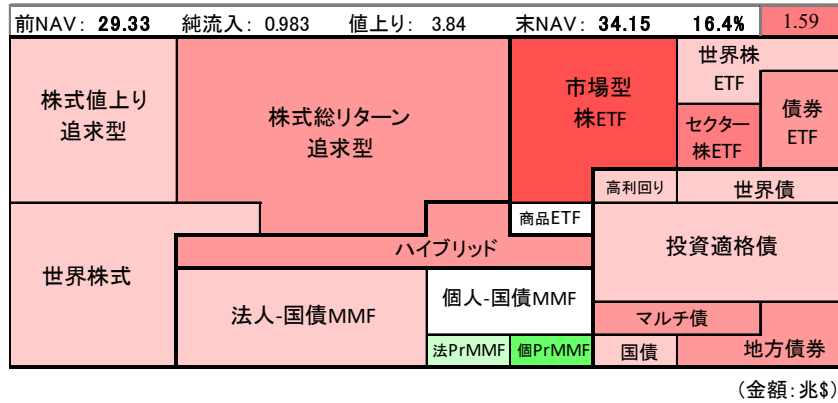 前NAV: 29.33 純流入: 0.983 値上り: 3.84 末NAV: 34.15 16.4% 1.59
株式値上り
追求型
株式総リターン
追求型
市場型
株ETF
世界株
ETF
セクター
株ETF
債券
ETF
高利回り
世界債
商品ETF
世界株式
ハイブリッド
投資適格債
法人-国債MMF
個人-国債MMF
マルチ債
法PrMMF
個PrMMF
国債
地方債券
(金額:兆$)